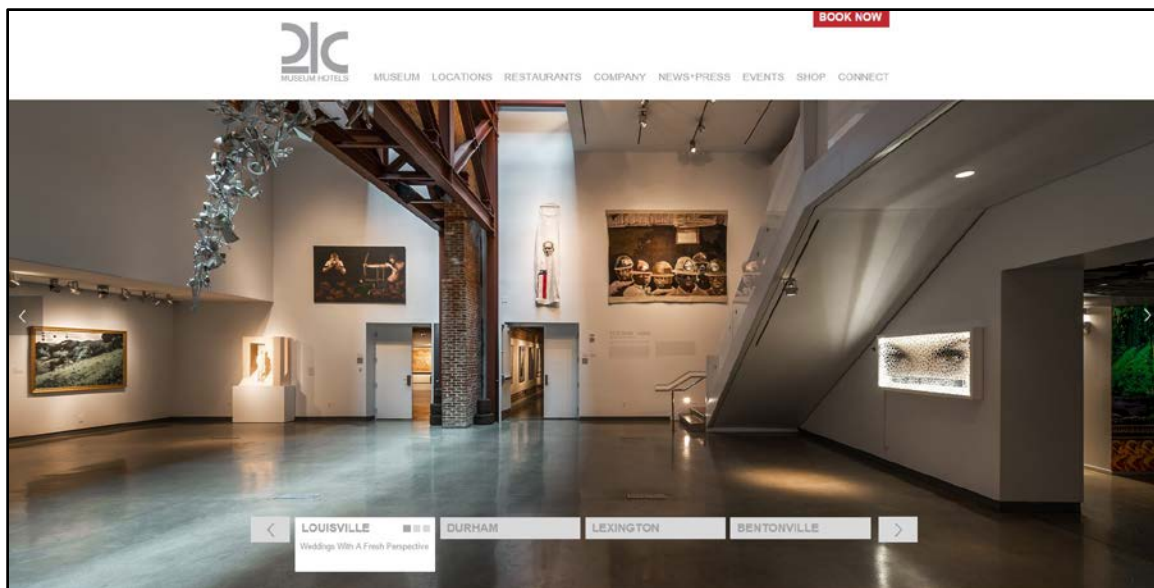 BOOK NOW
21c
MUSEUM HOTELS
MUSEUM LOCATIONS RESTAURANTS COMPANY NEWS+PRESS EVENTS SHOP CONNECT
LOUISVILLE
Weddings With A Fresh Perspective
DURHAM
LEXINGTON
BENTONVILLE